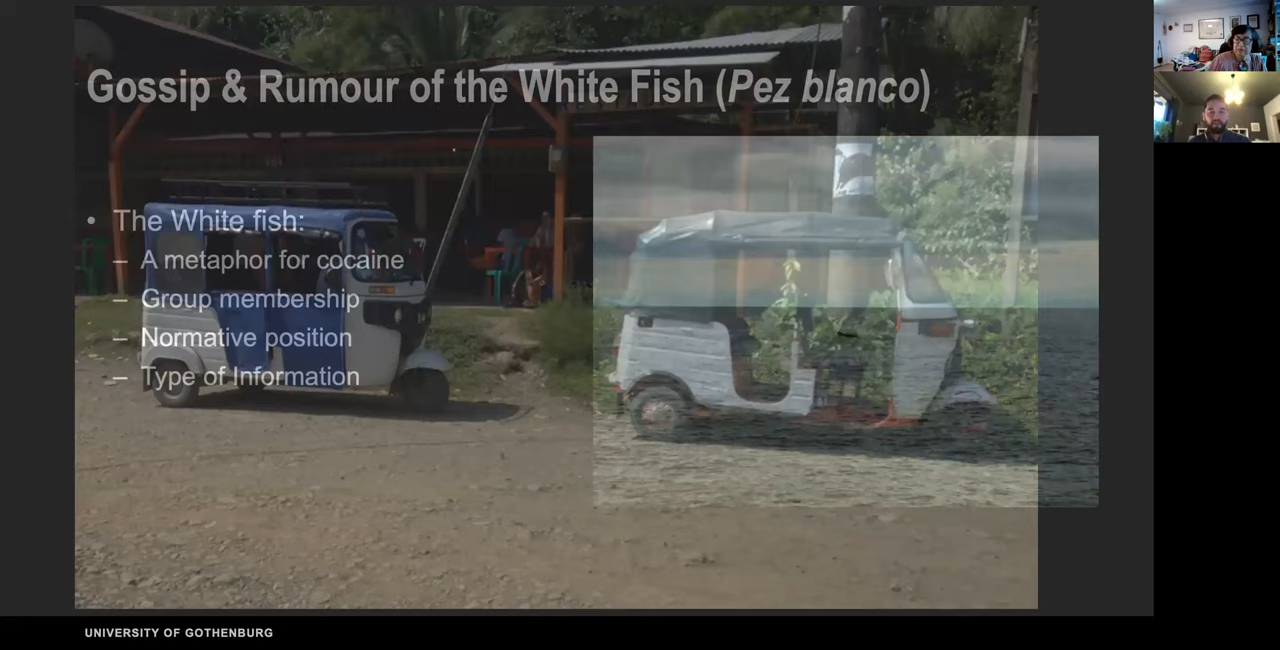 Gossip & Rumour of the White Fish (Pez blanco)
• The White fish:
– A metaphor for cocaine
– Group membership
– Normative position
– Type of Information
UNIVERSITY OF GOTHENBURG